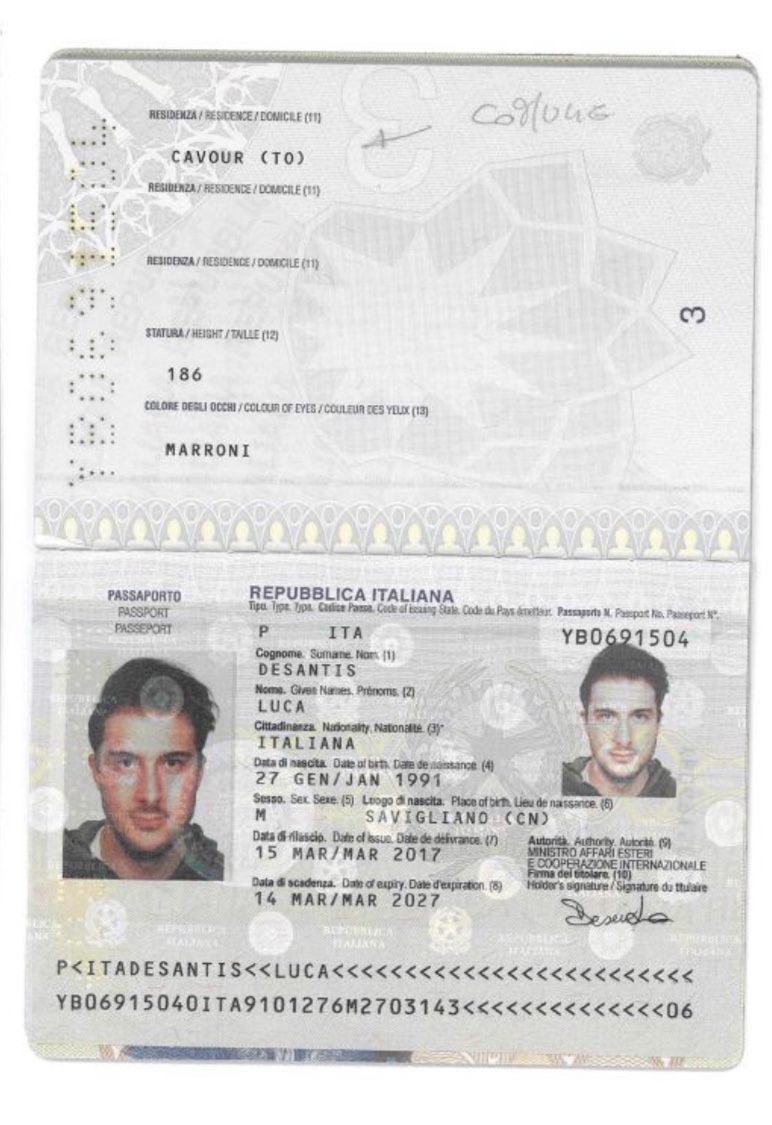 RESIDENZA / RESIDENCE / DOMICILE (11)
CAVOUR (TO)
RESIDENZA / RESIDENCE / DOMICILE (11)
RESIDENZA / RESIDENCE / DOMICILE (11)
STATURA / HEIGHT / TAILLE (12)
186
COLORE DEGLI OCCHI / COLOUR OF EYES / COULEUR DES YEUX (13)
MARRONI
3
PASSAPORTO
PASSPORT
PASSEPORT
REPUBBLICA ITALIANA
Tipo. Type. Type. Codice Paese. Code of Issuing State. Code du Pays émetteur. Passaporto N. Passport No. Passeport N°.
P ITA YB0691504
Cognome. Surname. Nom. (1)
DESANTIS
Nome. Given Names. Prénoms. (2)
LUCA
Cittadinanza. Nationality. Nationalité. (3)*
ITALIANA
Data di nascita. Date of birth. Date de naissance (4)
27 GEN/JAN 1991
Sesso. Sex. Sexe. (5) Luogo di nascita. Place of birth. Lieu de naissance. (6)
M SAVIGLIANO (CN)
Data di rilascio. Date of issue. Date de délivrance. (7)
15 MAR/MAR 2017
Autorità. Authority. Autorité. (9)
MINISTRO AFFARI ESTERI
E COOPERAZIONE INTERNAZIONALE
Data di scadenza. Date of expiry. Date d'expiration. (8)
14 MAR/MAR 2027
Firma del titolare. (10)
Holder's signature / Signature du titulaire
P<ITADESANTIS<<LUCA<<<<<<<<<<<<<<<<<<<<<<<<<
YB06915040ITA9101276M2703143<<<<<<<<<<<<<<06